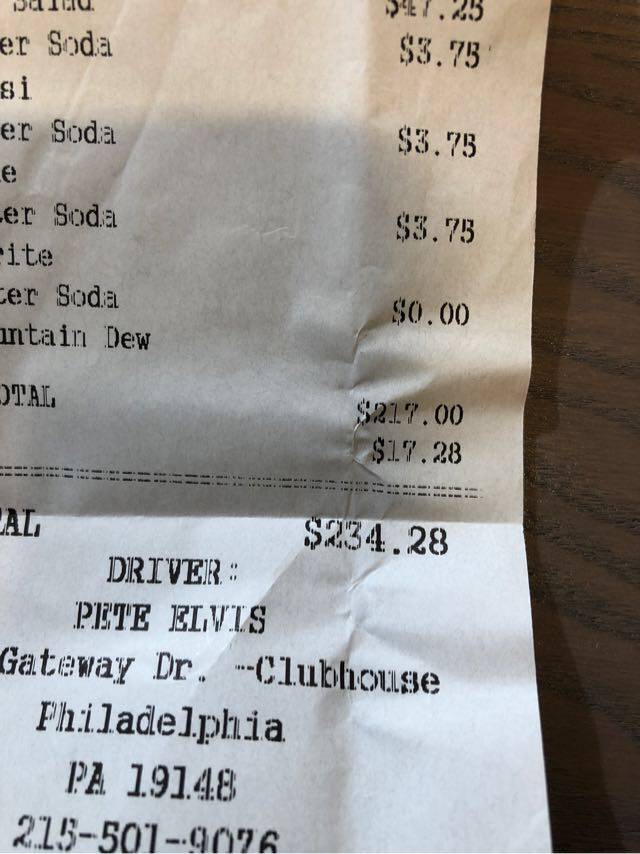 Salad $47.25
er Soda $3.75
si
er Soda $3.75
e
er Soda $3.75
rite
ter Soda $0.00
untain Dew
OTAL $217.00
$17.28
AL $234.28
DRIVER:
PETE ELVIS
Gateway Dr. --Clubhouse
Philadelphia
PA 19148
215-501-9076